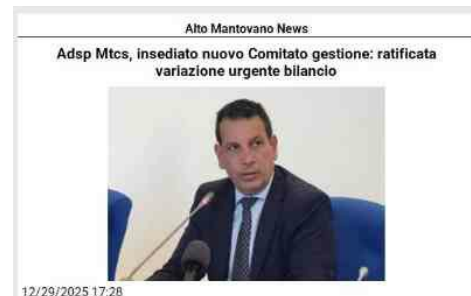 Alto Mantovano News
Adsp Mtcs, insediato nuovo Comitato gestione: ratificata
variazione urgente bilancio
12/29/2025 17:28